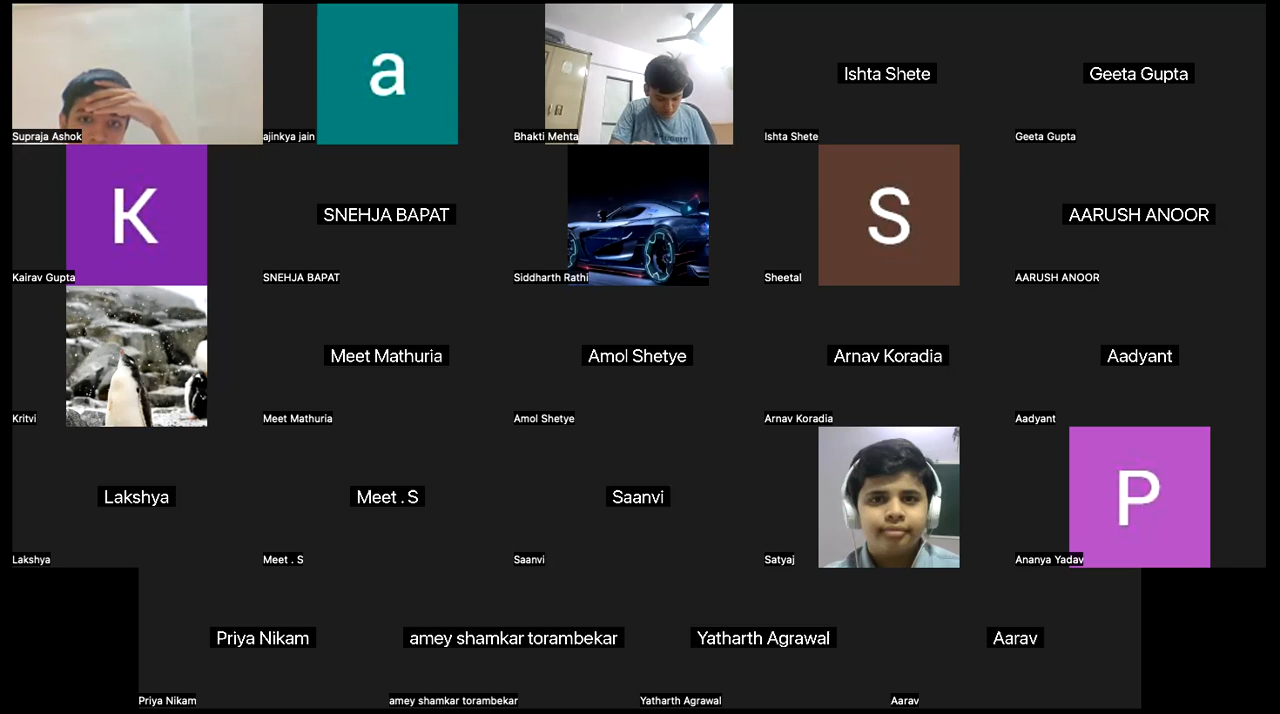 a
Ishta Shete
Geeta Gupta
Supraja Ashok
ajinkya jain
Bhakti Mehta
Ishta Shete
Geeta Gupta
K
SNEHJA BAPAT
S
AARUSH ANOOR
Kairav Gupta
SNEHJA BAPAT
Siddharth Rathi
Sheetal
AARUSH ANOOR
Meet Mathuria
Amol Shetye
Arnav Koradia
Aadyant
Kritvi
Meet Mathuria
Amol Shetye
Arnav Koradia
Aadyant
Lakshya
Meet . S
Saanvi
P
Lakshya
Meet . S
Saanvi
Satyaj
Ananya Yadav
Priya Nikam
amey shamkar torambekar
Yatharth Agrawal
Aarav
Priya Nikam
amey shamkar torambekar
Yatharth Agrawal
Aarav